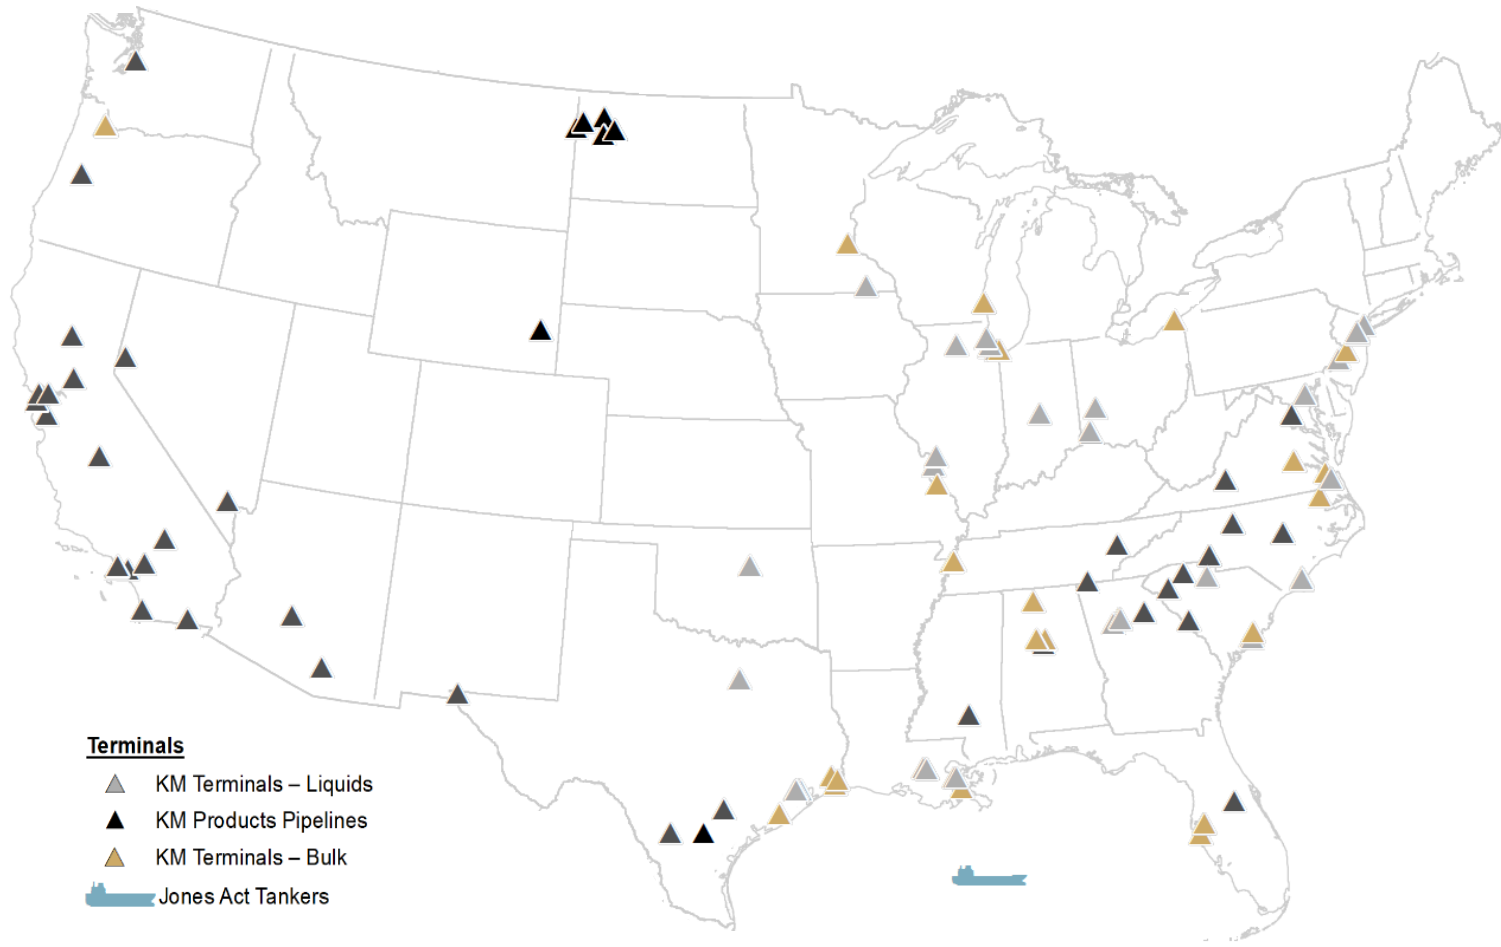 Terminals
KM Terminals – Liquids
KM Products Pipelines
KM Terminals – Bulk
Jones Act Tankers